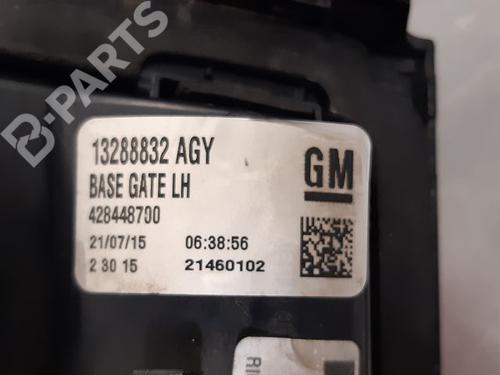 B-PARTS
13288832 AGY
BASE GATE LH
GM
428448700
21/07/15 06:38:56
2 30 15 21460102